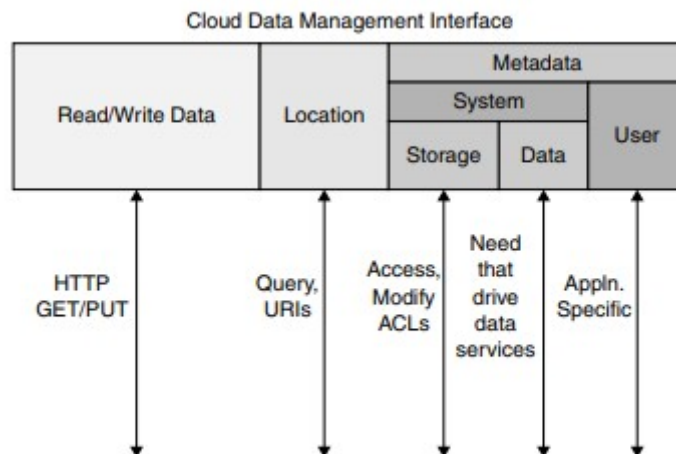 Cloud Data Management Interface
Metadata
Read/Write Data
Location
System
User
Storage
Data
HTTP
GET/PUT
Query,
URIs
Access,
Modify
ACLs
Need
that
drive
data
services
Appln.
Specific